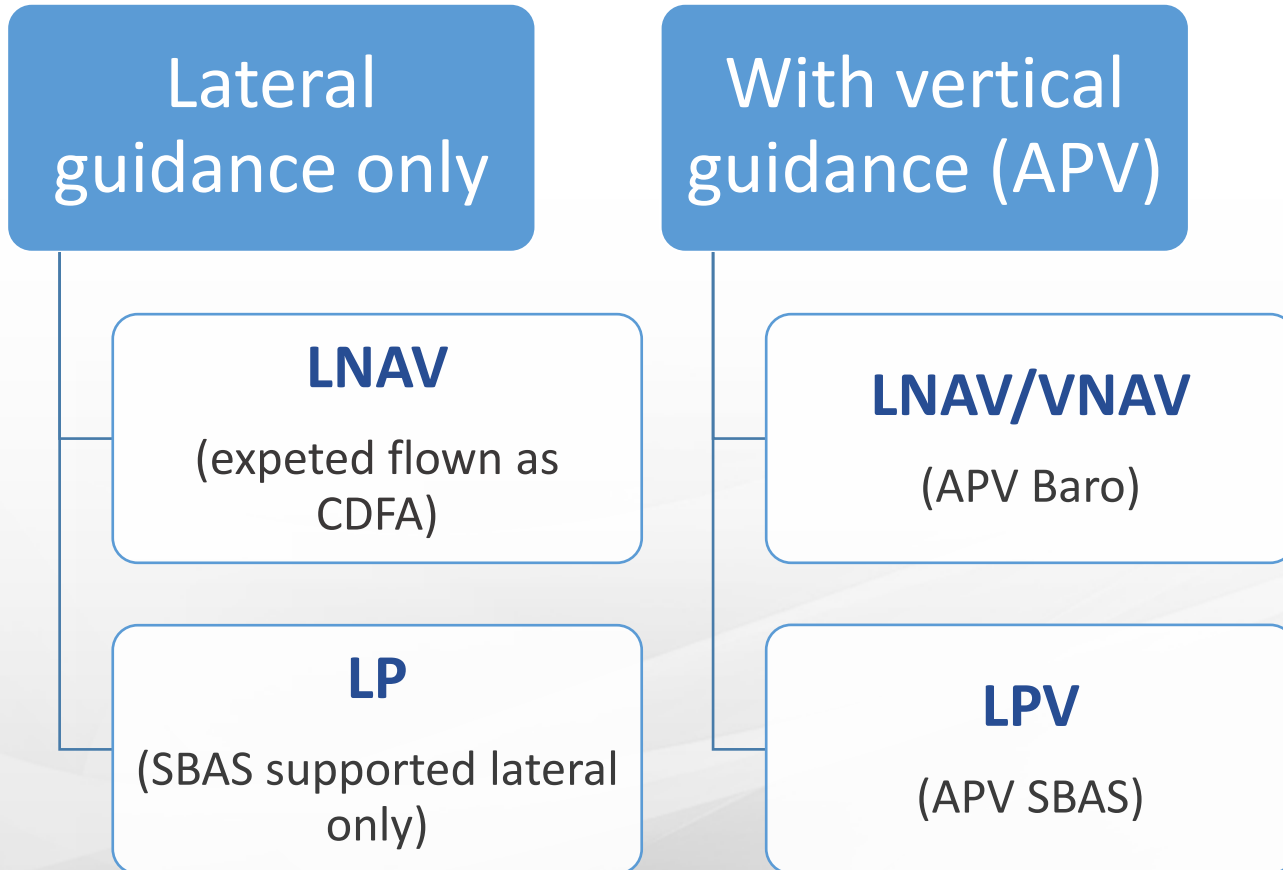 Lateral
guidance only
LNAV
(expeted flown as
CDFA)
LP
(SBAS supported lateral
only)
With vertical
guidance (APV)
LNAV/VNAV
(APV Baro)
LPV
(APV SBAS)